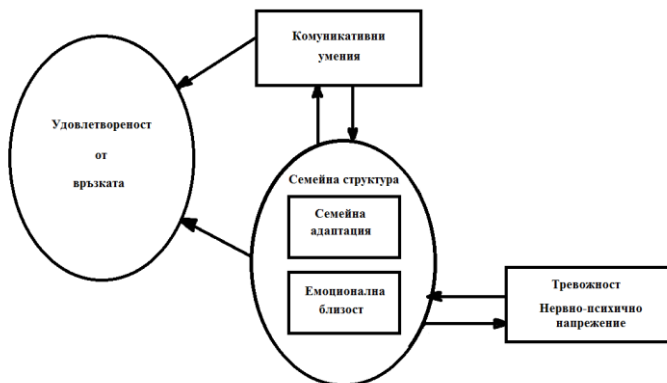 Комуникативни
умения
Удовлетвореност
от
връзката
Семейна структура
Семейна
адаптация
Емоционална
близост
Тревожност
Нервно-психично
напрежение